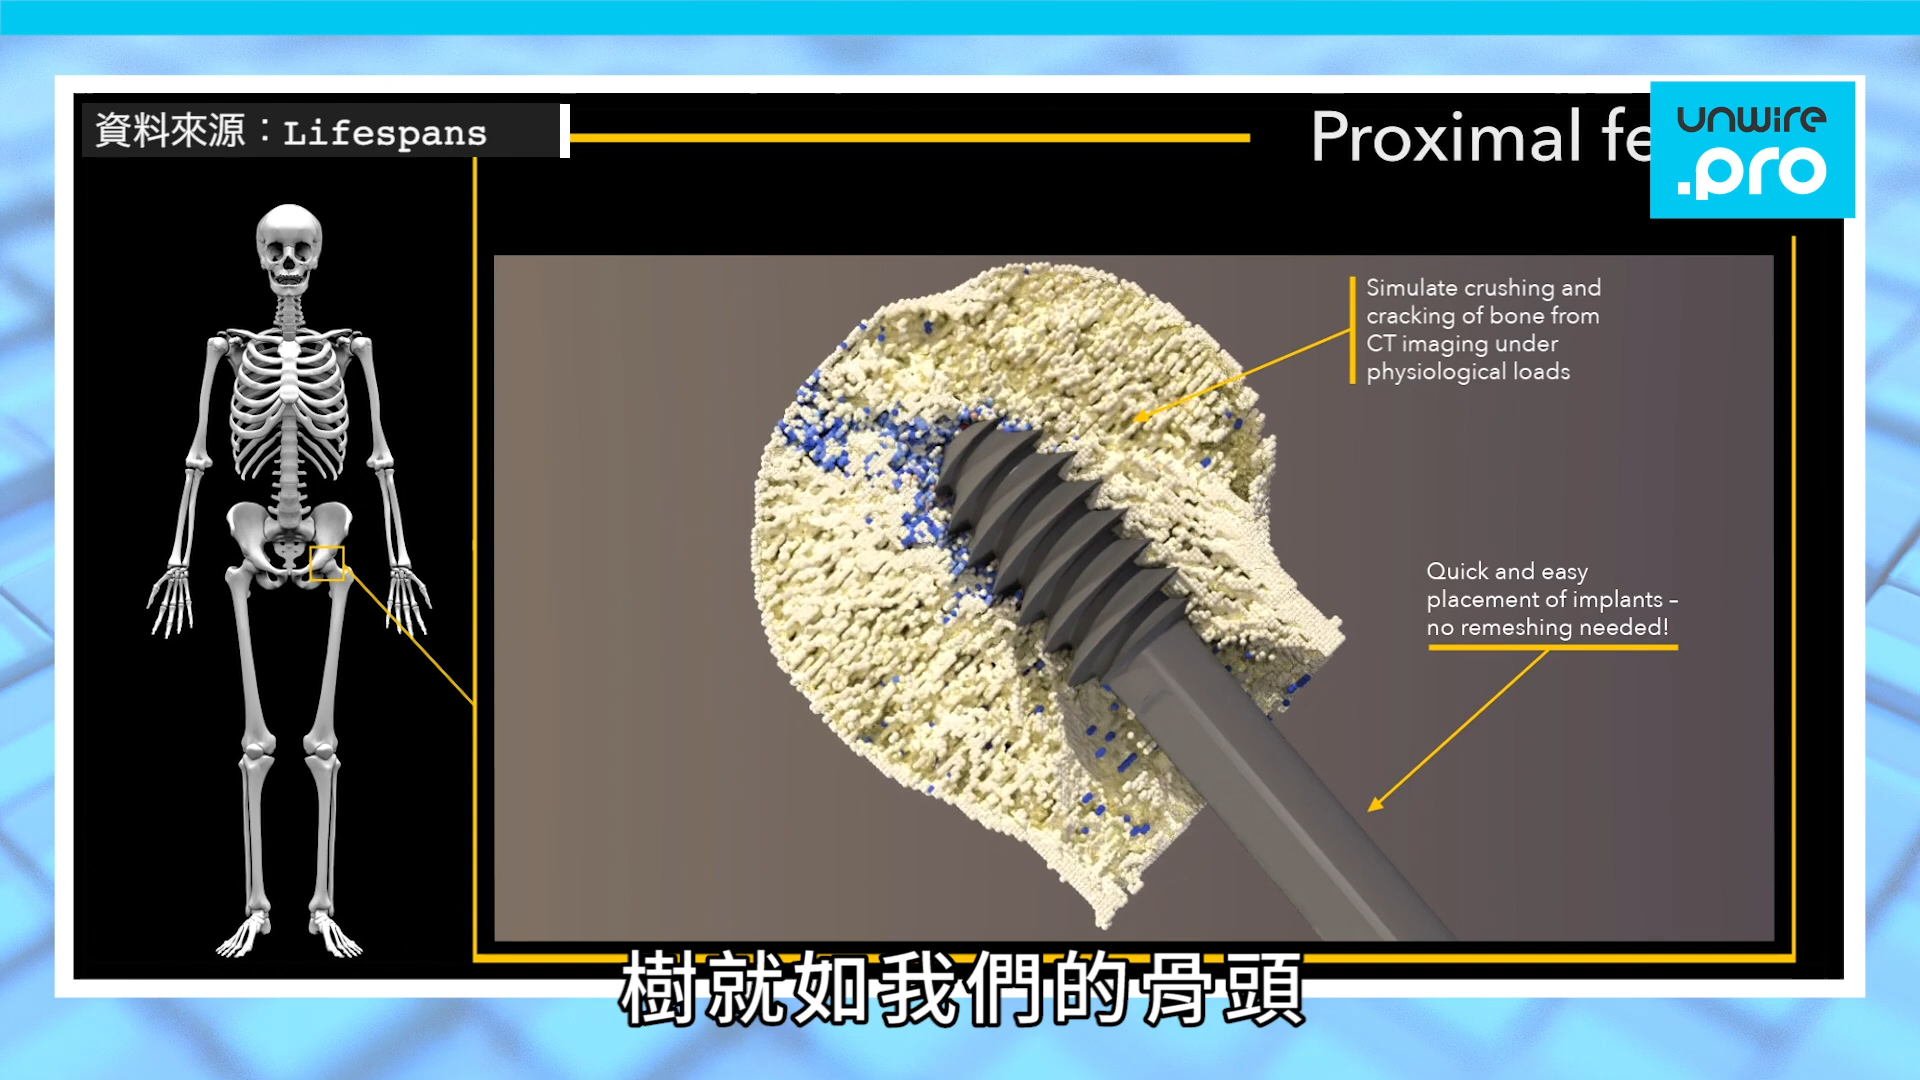 資料來源：Lifespans
Proximal fe
unwire
.pro
Simulate crushing and
cracking of bone from
CT imaging under
physiological loads
Quick and easy
placement of implants –
no remeshing needed!
樹就如我們的骨頭